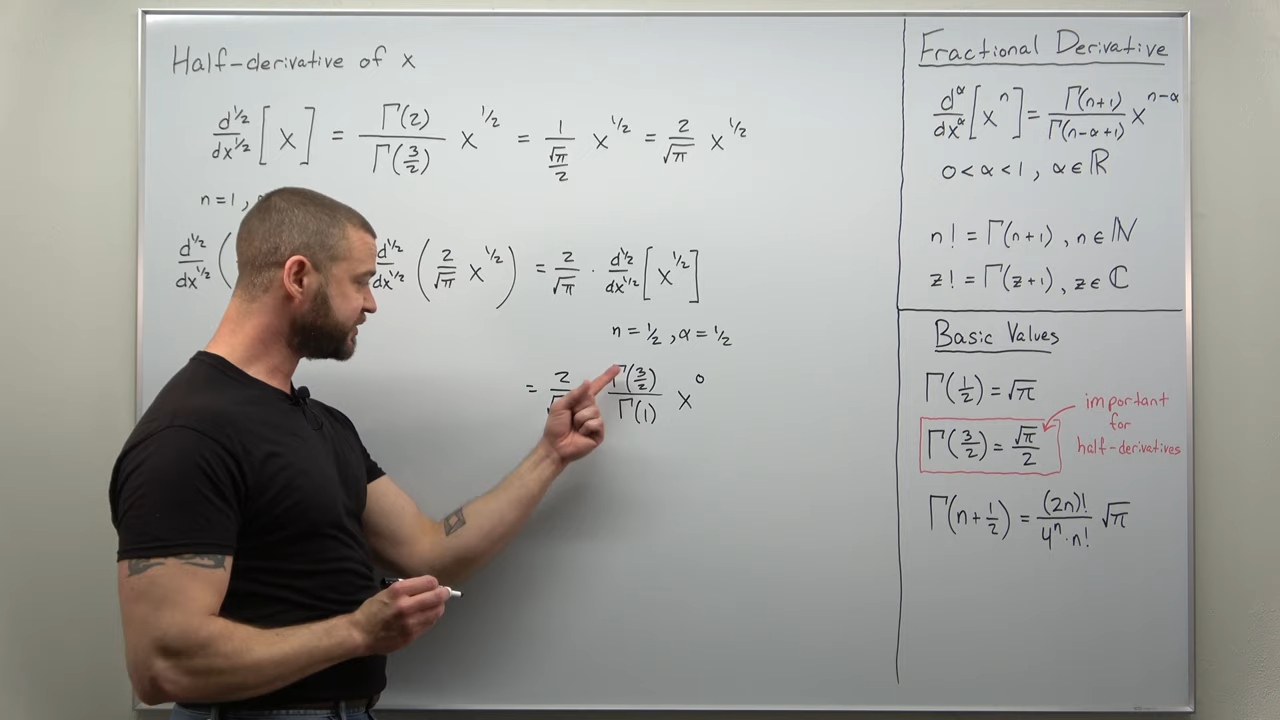 Half-derivative of x
d^½/dx^½ [x] = Γ(2)/Γ(3/2) x^½ = 1/(√π/2) x^½ = 2/√π x^½
n=1,
d^½/dx^½ ( d^½/dx^½ (2/√π x^½) = 2/√π · d^½/dx^½ [x^½]
n = ½, α = ½
= 2/ Γ(3/2)/Γ(1) x^0
Fractional Derivative
d^α/dx^α [x^n] = Γ(n+1)/Γ(n-α+1) x^(n-α)
0 < α < 1, α ∈ ℝ
n! = Γ(n+1), n ∈ ℕ
z! = Γ(z+1), z ∈ ℂ
Basic Values
Γ(1/2) = √π
Γ(3/2) = √π/2
important
for
half-derivatives
Γ(n+1/2) = (2n)!/(4^n · n!) √π